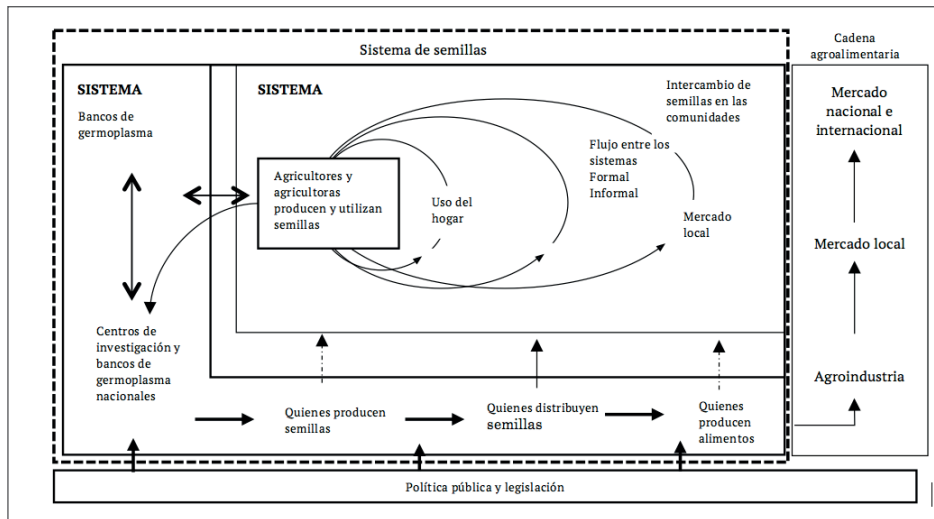 Sistema de semillas
Cadena
agroalimentaria
SISTEMA
Bancos de
germoplasma
Centros de
investigación y
bancos de
germoplasma
nacionales
SISTEMA
Agricultores y
agricultoras
producen y utilizan
semillas
Uso del
hogar
Intercambio de
semillas en las
comunidades
Flujo entre los
sistemas
Formal
Informal
Mercado
local
Quienes producen
semillas
Quienes distribuyen
semillas
Quienes
producen
alimentos
Mercado
nacional e
internacional
Mercado local
Agroindustria
Política pública y legislación